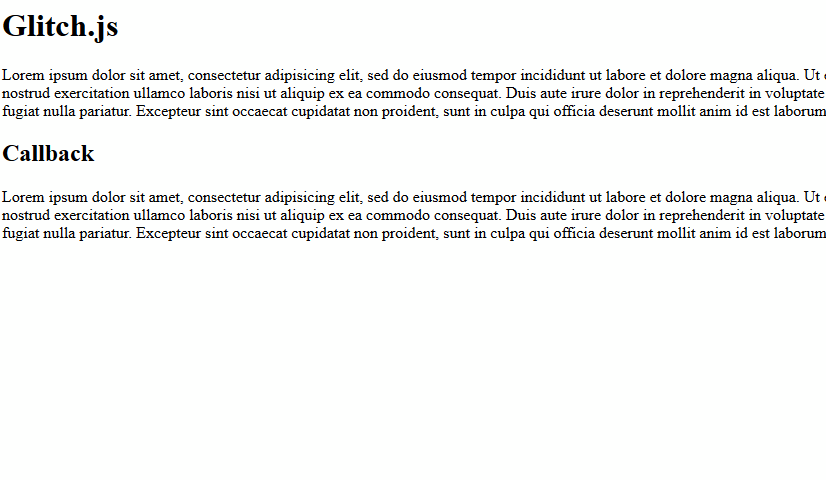 Glitch.js
Lorem ipsum dolor sit amet, consectetur adipisicing elit, sed do eiusmod tempor incididunt ut labore et dolore magna aliqua. Ut
nostrud exercitation ullamco laboris nisi ut aliquip ex ea commodo consequat. Duis aute irure dolor in reprehenderit in voluptate
fugiat nulla pariatur. Excepteur sint occaecat cupidatat non proident, sunt in culpa qui officia deserunt mollit anim id est laborum
Callback
Lorem ipsum dolor sit amet, consectetur adipisicing elit, sed do eiusmod tempor incididunt ut labore et dolore magna aliqua. Ut
nostrud exercitation ullamco laboris nisi ut aliquip ex ea commodo consequat. Duis aute irure dolor in reprehenderit in voluptate
fugiat nulla pariatur. Excepteur sint occaecat cupidatat non proident, sunt in culpa qui officia deserunt mollit anim id est laborum